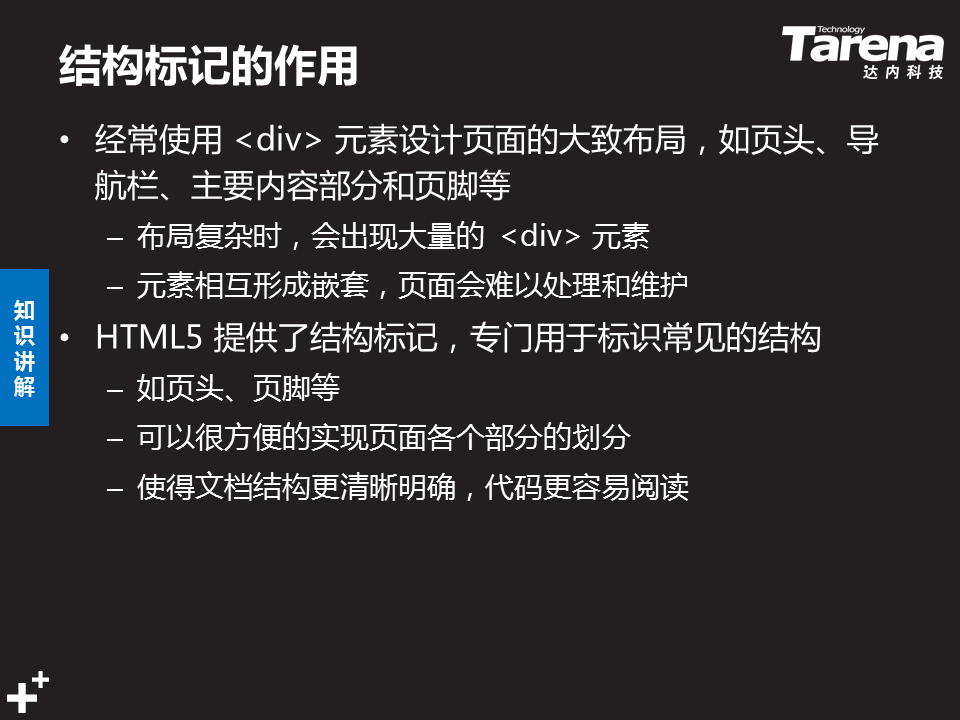 结构标记的作用
Technology
Tarena
达内科技
• 经常使用 <div> 元素设计页面的大致布局，如页头、导
航栏、主要内容部分和页脚等
– 布局复杂时，会出现大量的 <div> 元素
– 元素相互形成嵌套，页面会难以处理和维护
• HTML5 提供了结构标记，专门用于标识常见的结构
– 如页头、页脚等
– 可以很方便的实现页面各个部分的划分
– 使得文档结构更清晰明确，代码更容易阅读
知
识
讲
解